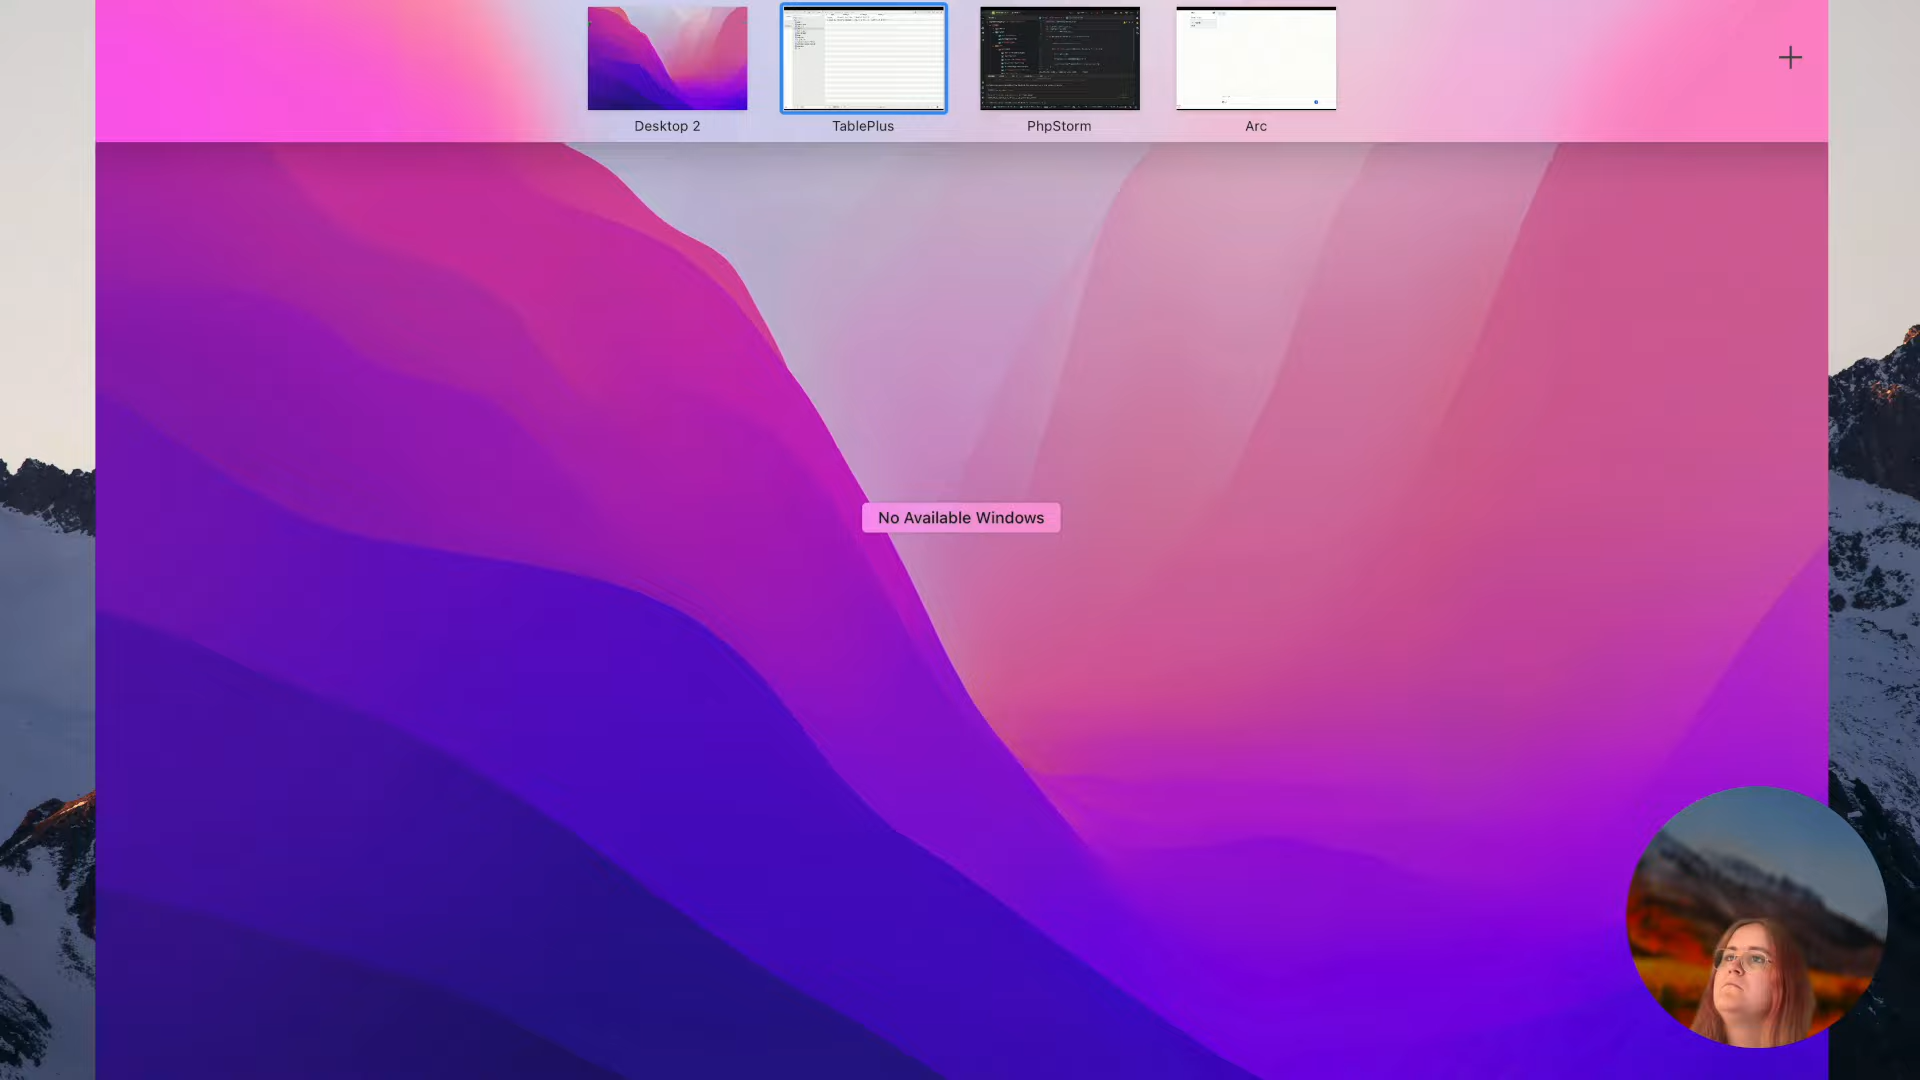 Desktop 2
TablePlus
PhpStorm
Arc
No Available Windows